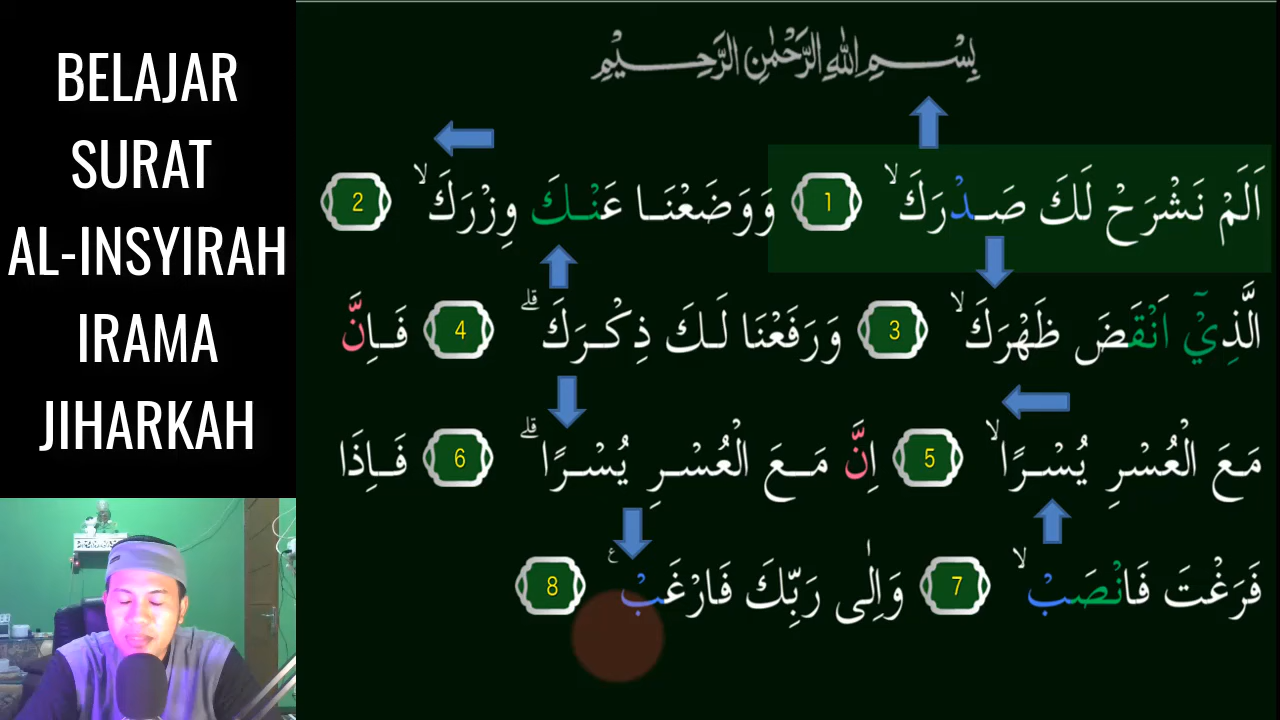 BELAJAR
SURAT
AL-INSYIRAH
IRAMA
JIHARKAH
بِسْمِ اللهِ الرَّحْمٰنِ الرَّحِيْمِ
اَلَمْ نَشْرَحْ لَكَ صَدْرَكَۙ 1 وَوَضَعْنَا عَنْكَ وِزْرَكَۙ 2
الَّذِيْٓ اَنْقَضَ ظَهْرَكَۙ 3 وَرَفَعْنَا لَكَ ذِكْرَكَۗ 4 فَاِنَّ
مَعَ الْعُسْرِ يُسْرًاۙ 5 اِنَّ مَعَ الْعُسْرِ يُسْرًاۗ 6 فَاِذَا
فَرَغْتَ فَانْصَبْۙ 7 وَاِلٰى رَبِّكَ فَارْغَبْ ࣖ 8